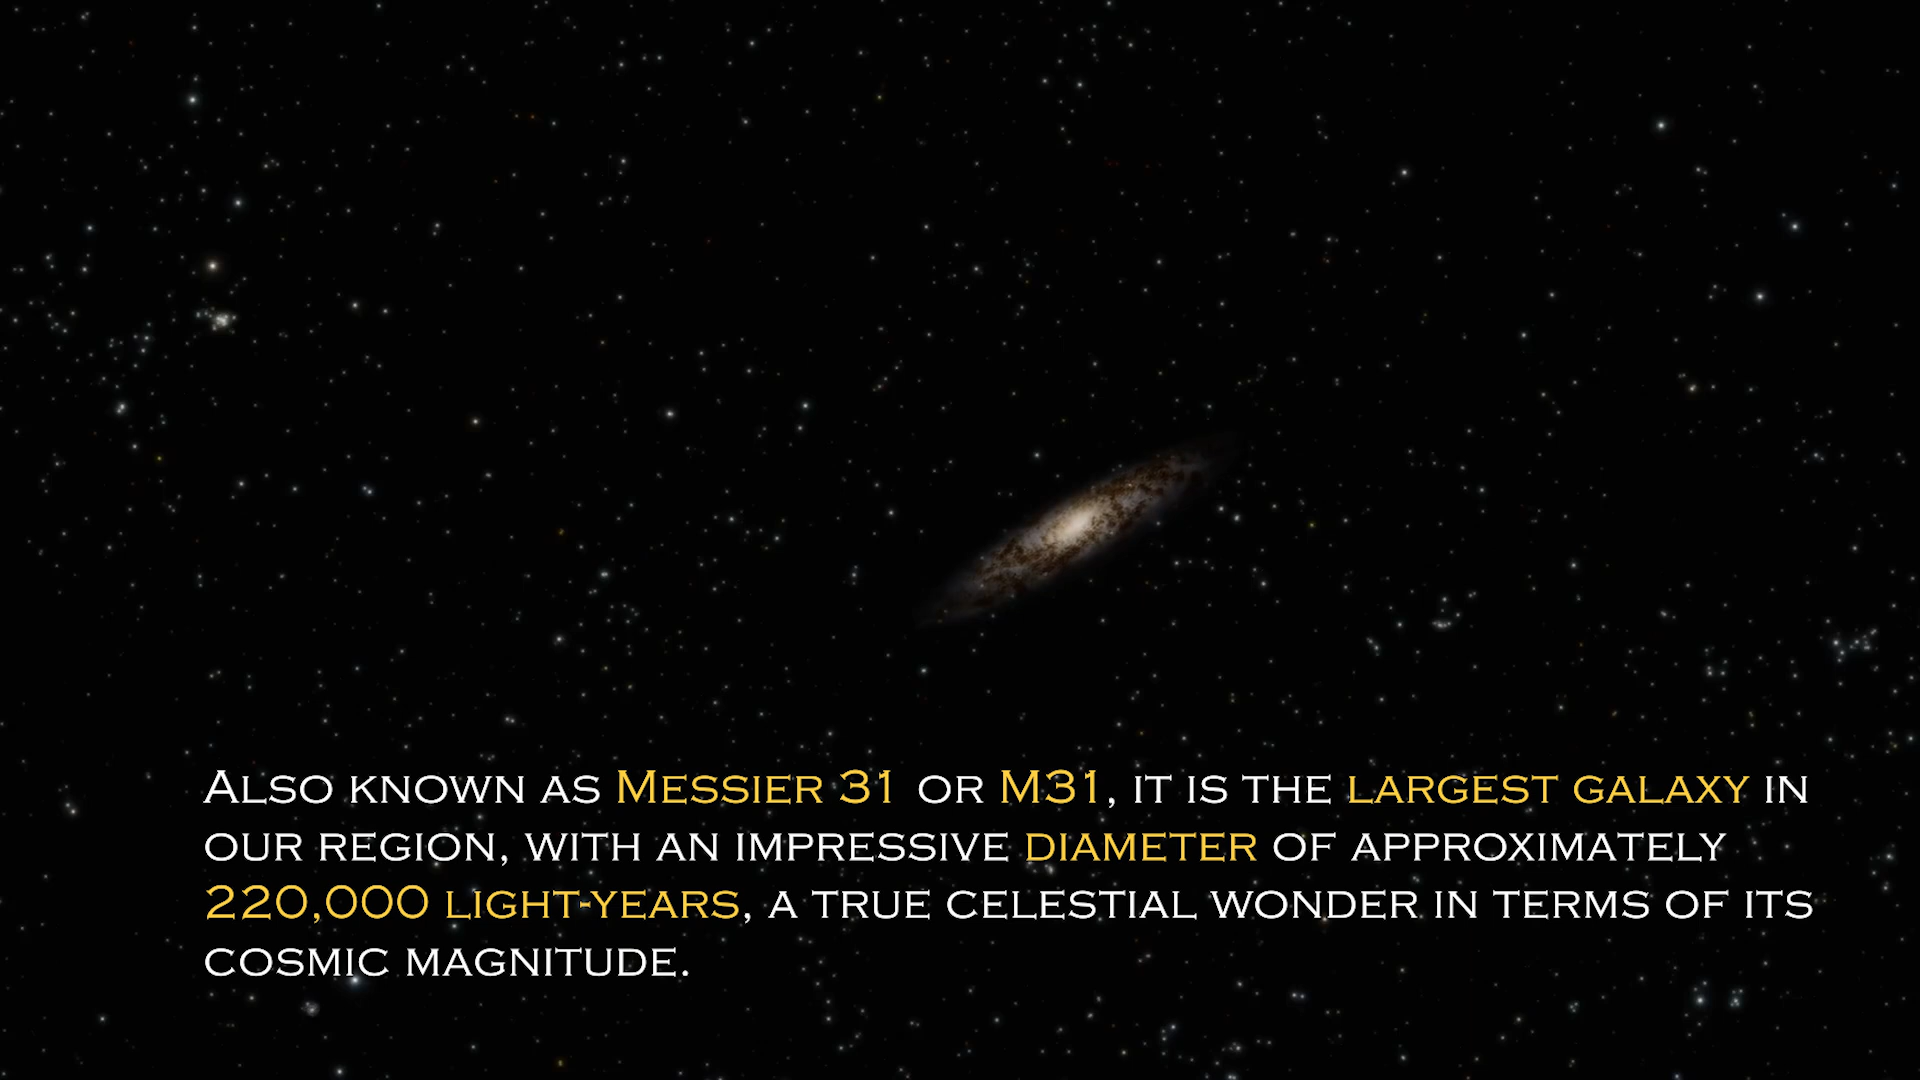 Also known as Messier 31 or M31, it is the largest galaxy in
our region, with an impressive diameter of approximately
220,000 light-years, a true celestial wonder in terms of its
cosmic magnitude.